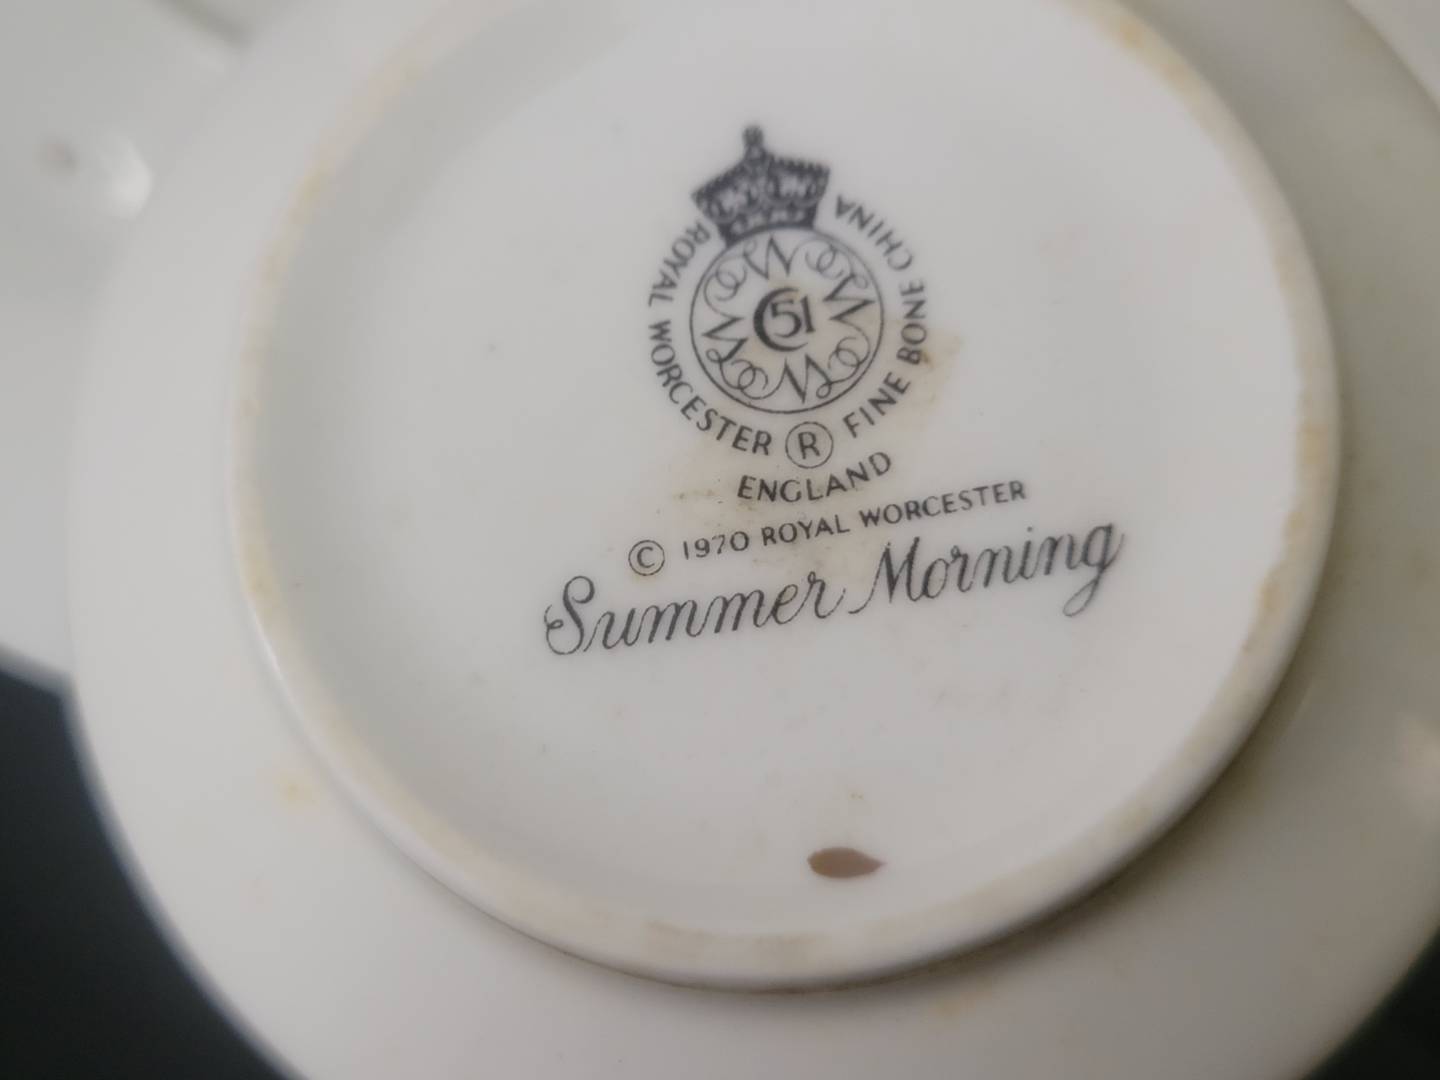 51
ROYAL WORCESTER ® FINE BONE CHINA
ENGLAND
© 1970 ROYAL WORCESTER
Summer Morning